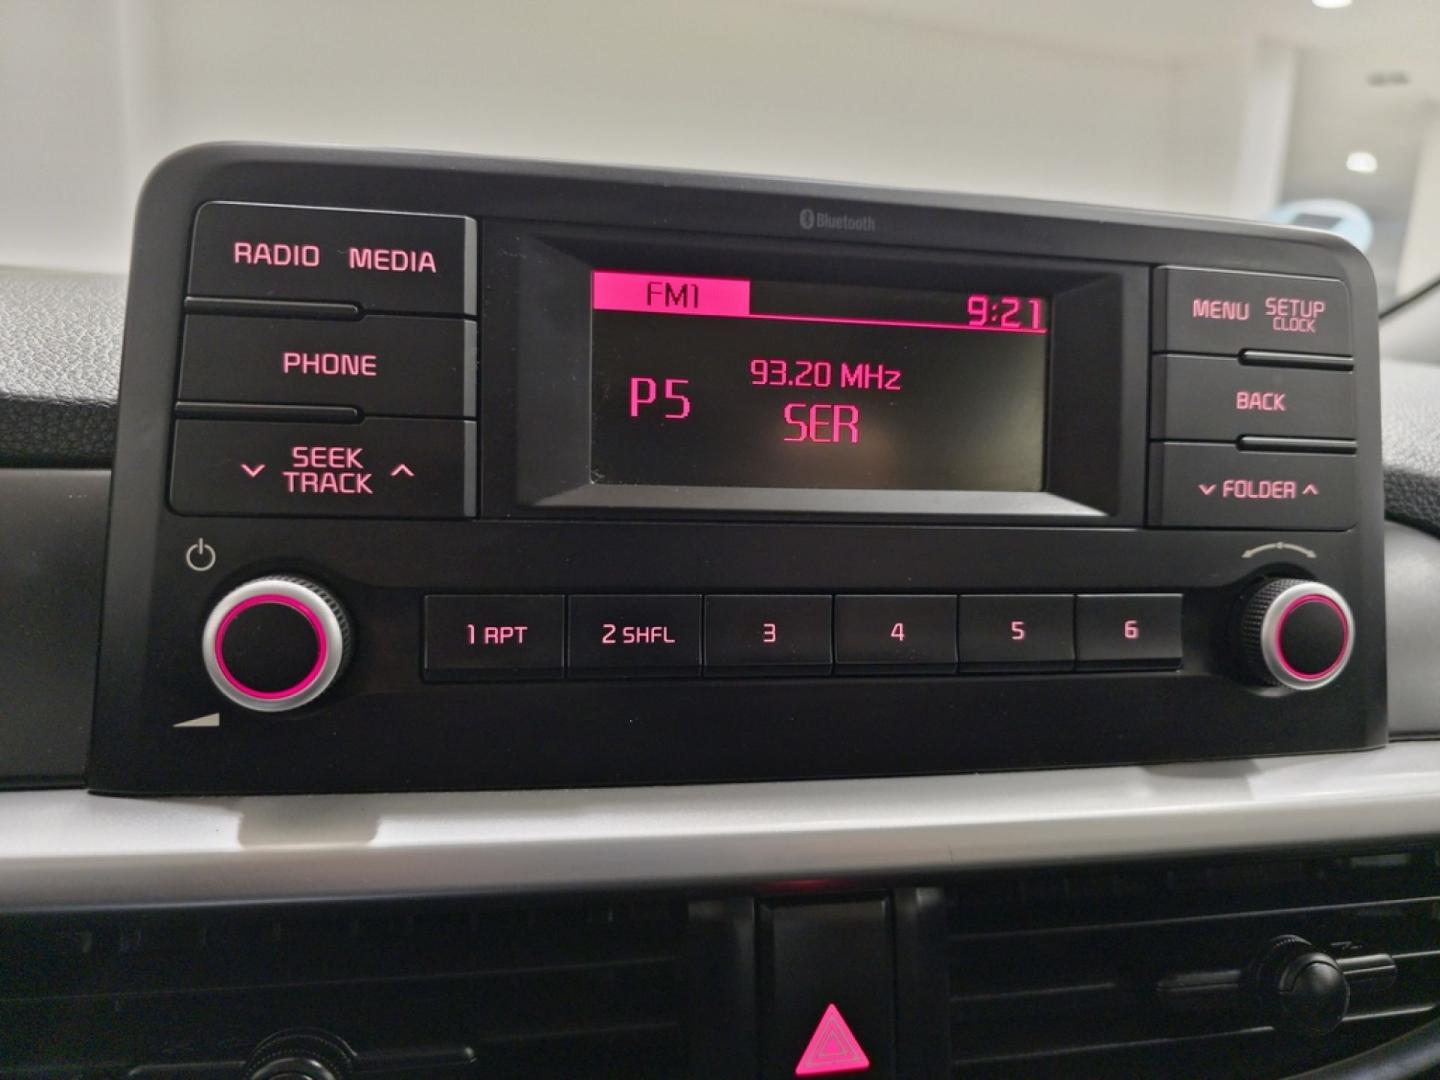 Bluetooth
RADIO MEDIA
PHONE
SEEK
TRACK
FM1 9:21
93.20 MHz
P5 SER
MENU SETUP
CLOCK
BACK
FOLDER
1 RPT 2 SHFL 3 4 5 6